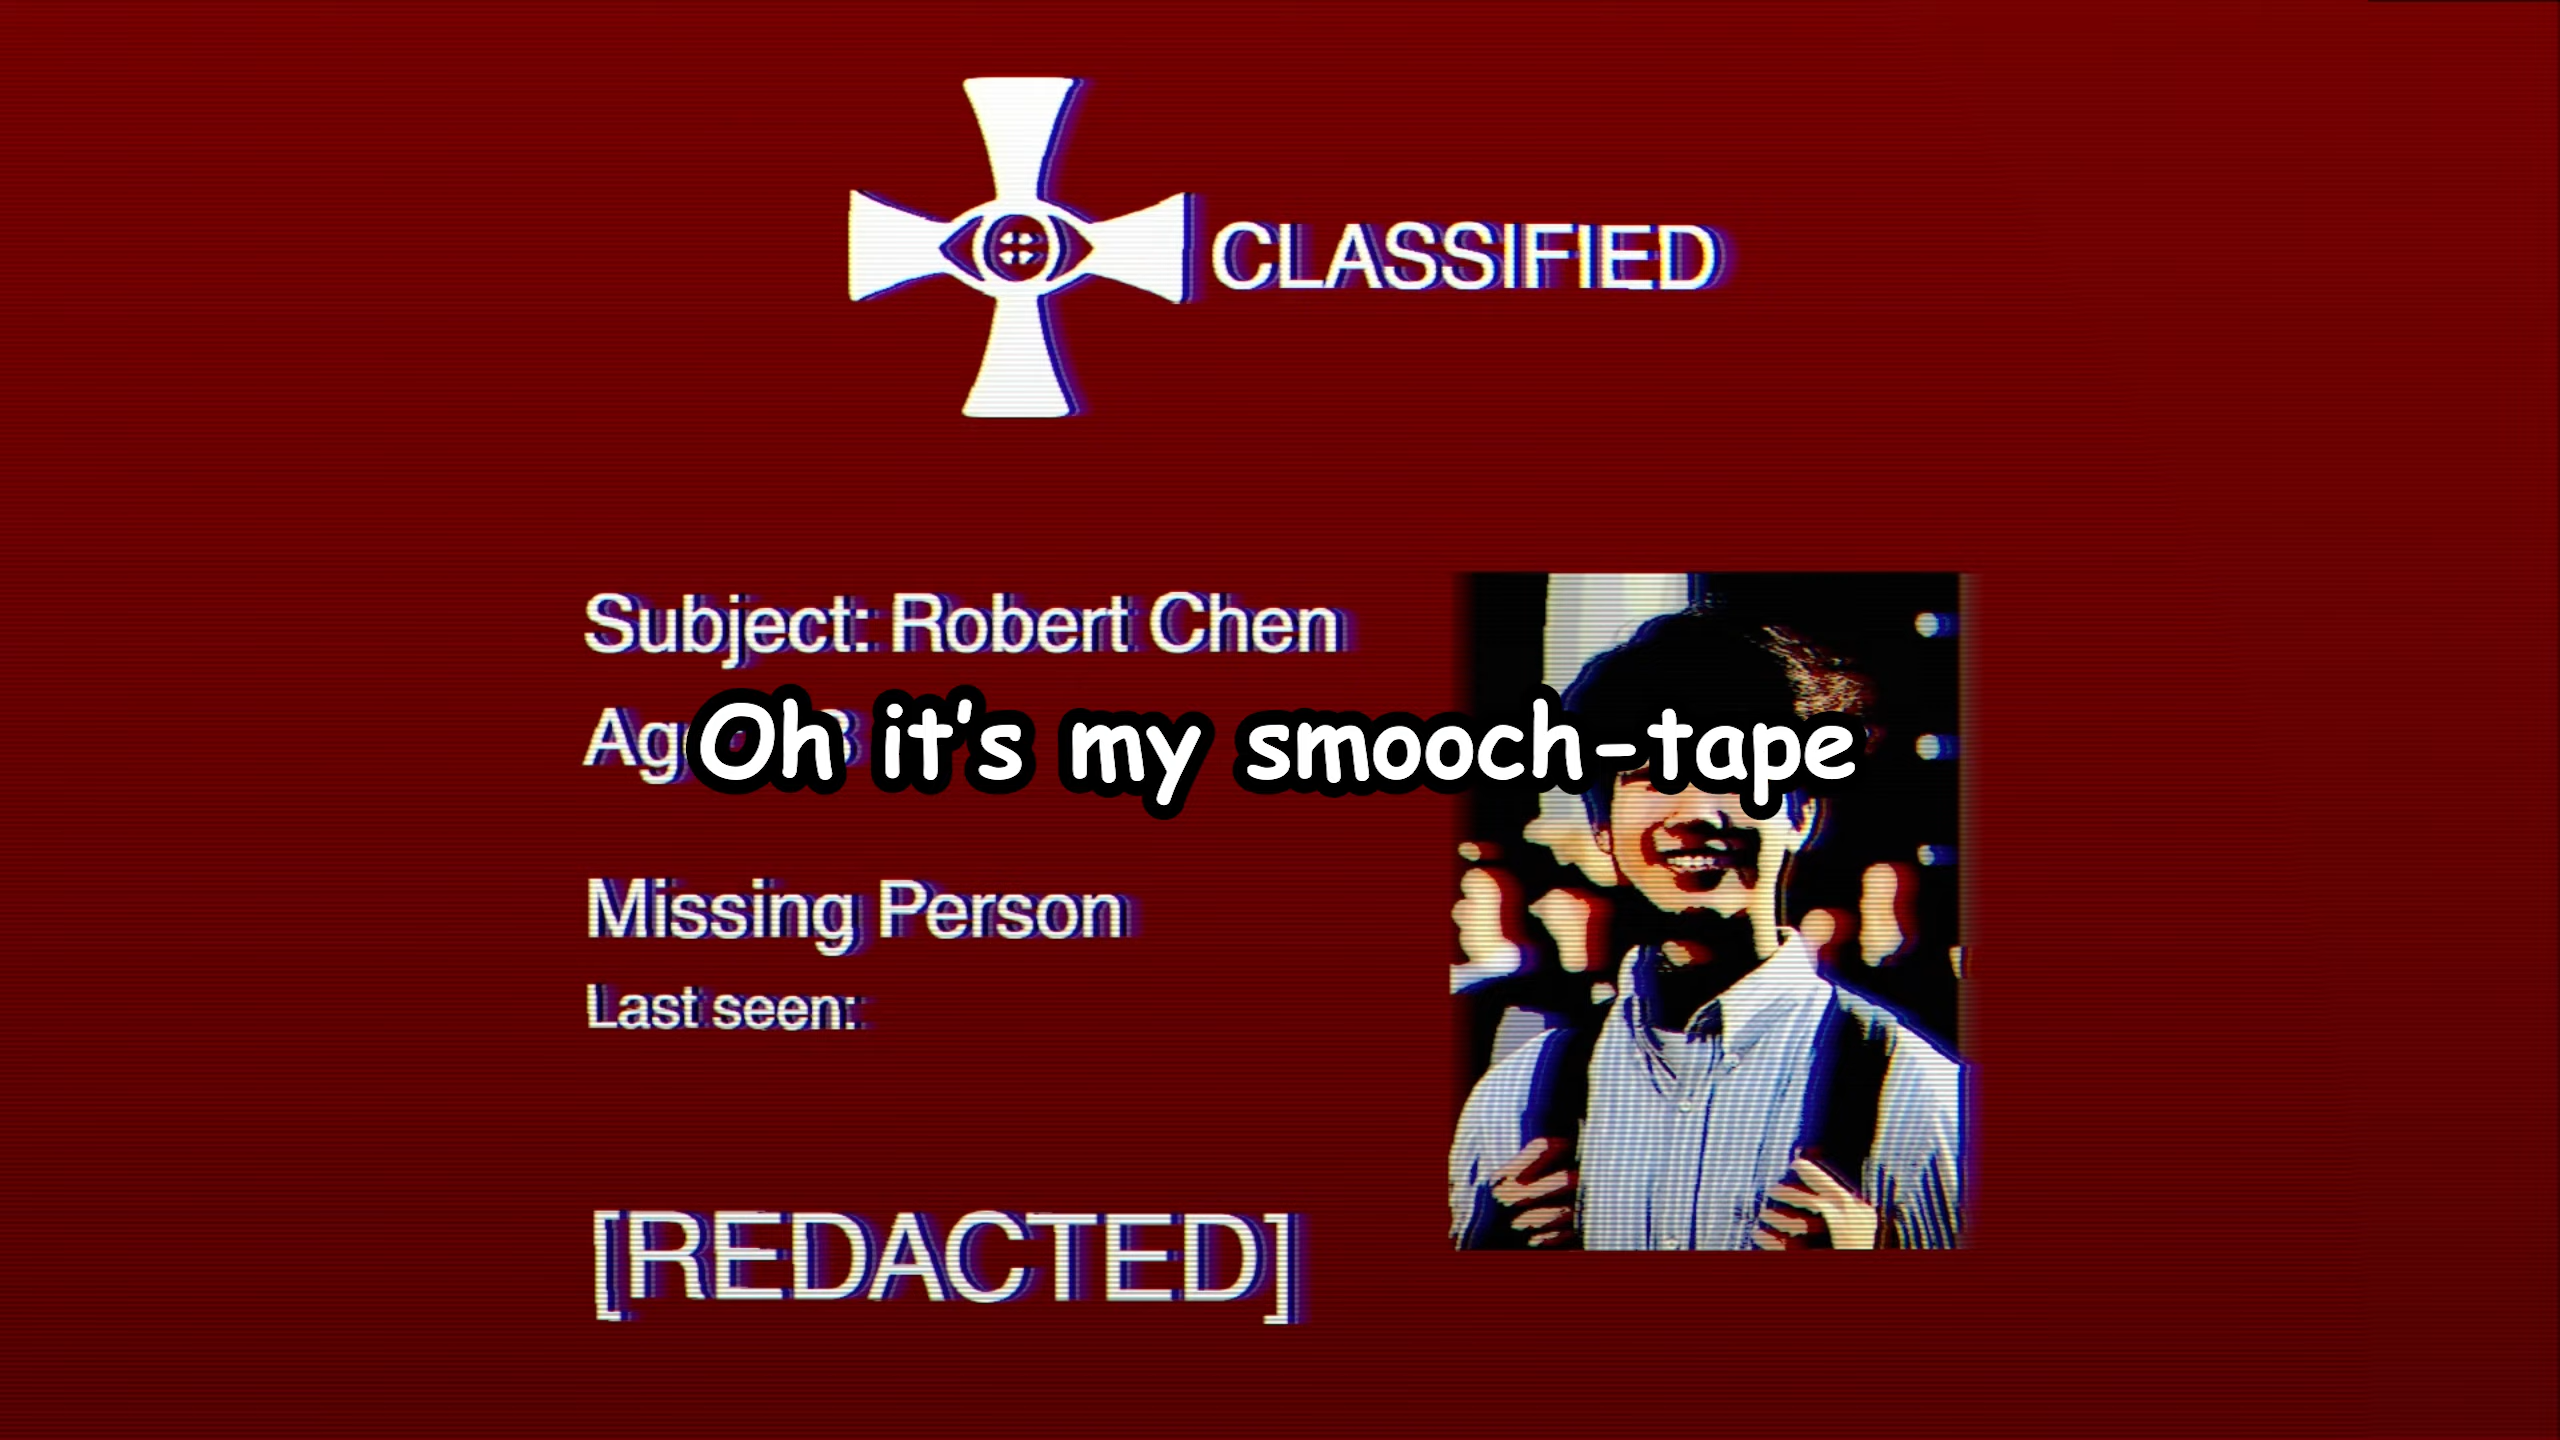 CLASSIFIED
Subject: Robert Chen
Oh it's my smooch-tape
Missing Person
Last seen:
[REDACTED]